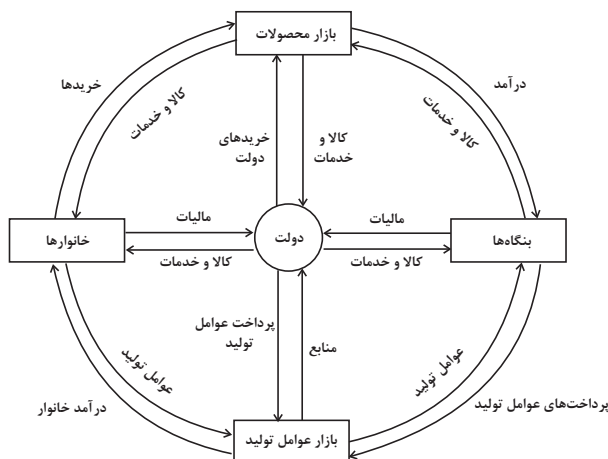 بازار محصولات
درآمد
خریدها
کالا و خدمات
کالا و خدمات
کالا و
خدمات
خریدهای
دولت
مالیات
مالیات
بنگاه‌ها
دولت
خانوارها
کالا و خدمات
کالا و خدمات
پرداخت عوامل
تولید
منابع
عوامل تولید
عوامل تولید
پرداخت‌های عوامل تولید
درآمد خانوار
بازار عوامل تولید